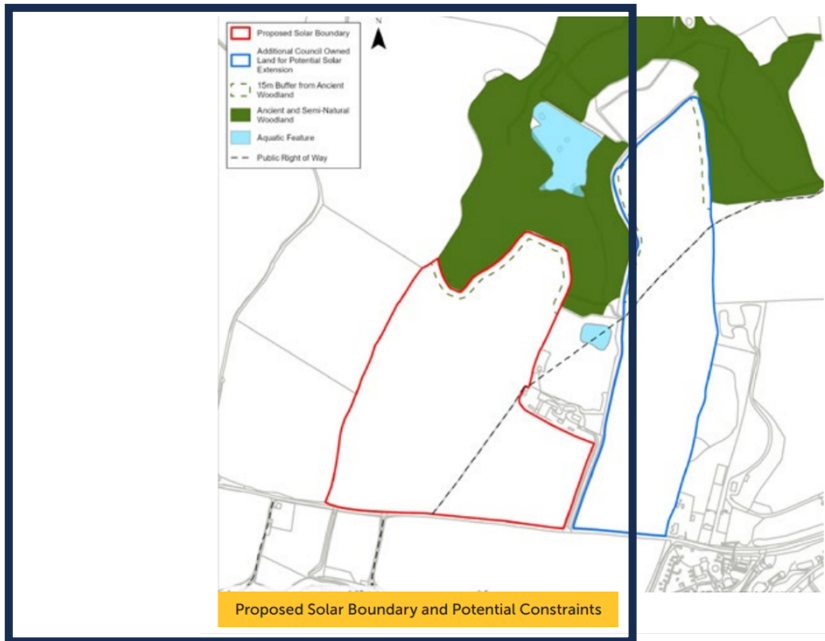 N
Proposed Solar Boundary
Additional Council Owned
Land for Potential Solar
Extension
15m Buffer from Ancient
Woodland
Ancient and Semi-Natural
Woodland
Aquatic Feature
Public Right of Way
Proposed Solar Boundary and Potential Constraints